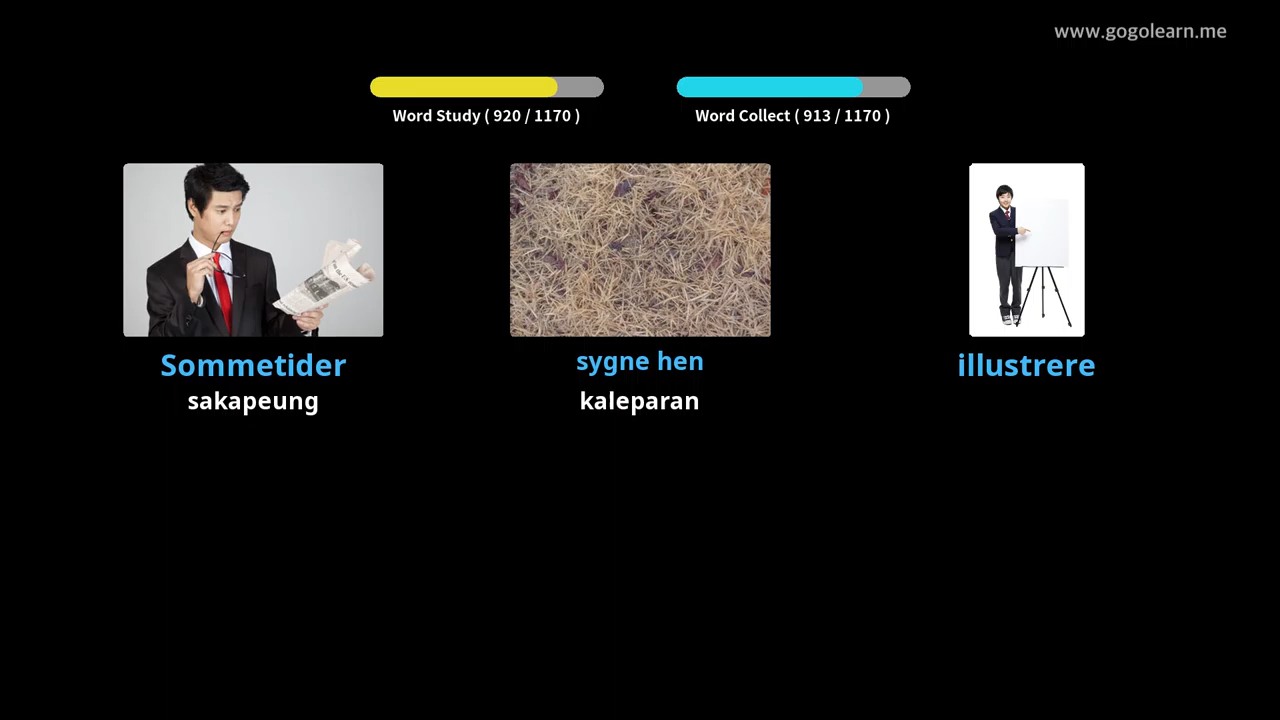 www.gogolearn.me
Word Study ( 920 / 1170 )
Word Collect ( 913 / 1170 )
Sommetider
sakapeung
sygne hen
kaleparan
illustrere